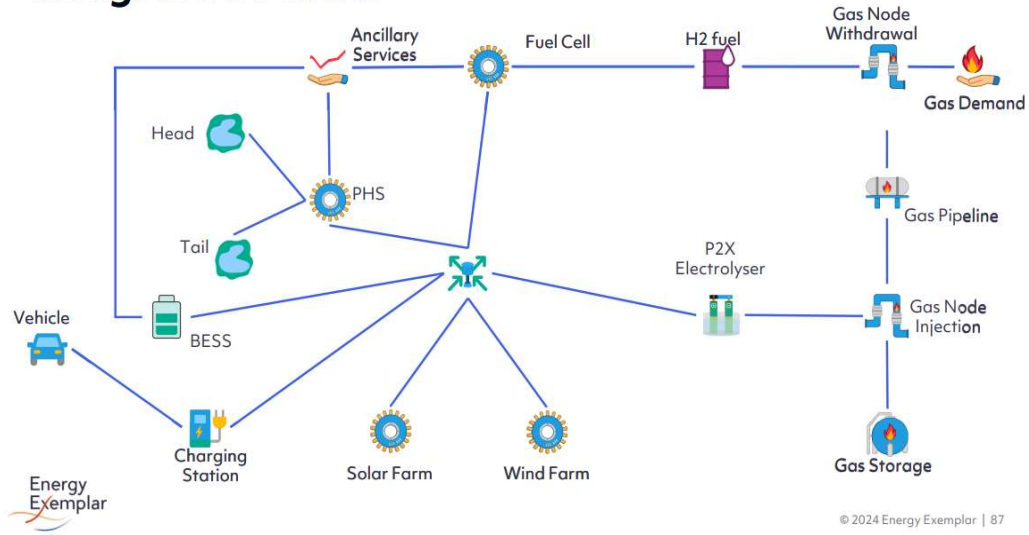 Gas Node
Withdrawal
Ancillary
Services
Fuel Cell
H2 fuel
Gas Demand
Head
PHS
Gas Pipeline
Tail
P2X
Electrolyser
Vehicle
BESS
Gas Node
Injection
Charging
Station
Solar Farm
Wind Farm
Gas Storage
Energy
Exemplar
© 2024 Energy Exemplar | 87